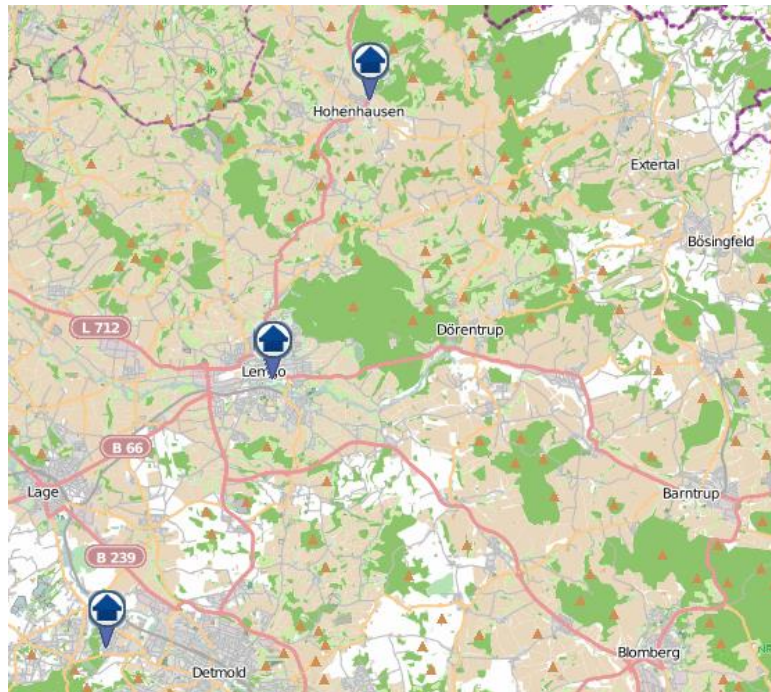 Hohenhausen
Extertal
Bösingfeld
L 712
Dörentrup
Lemgo
B 66
Lage
Barntrup
B 239
Blomberg
Detmold